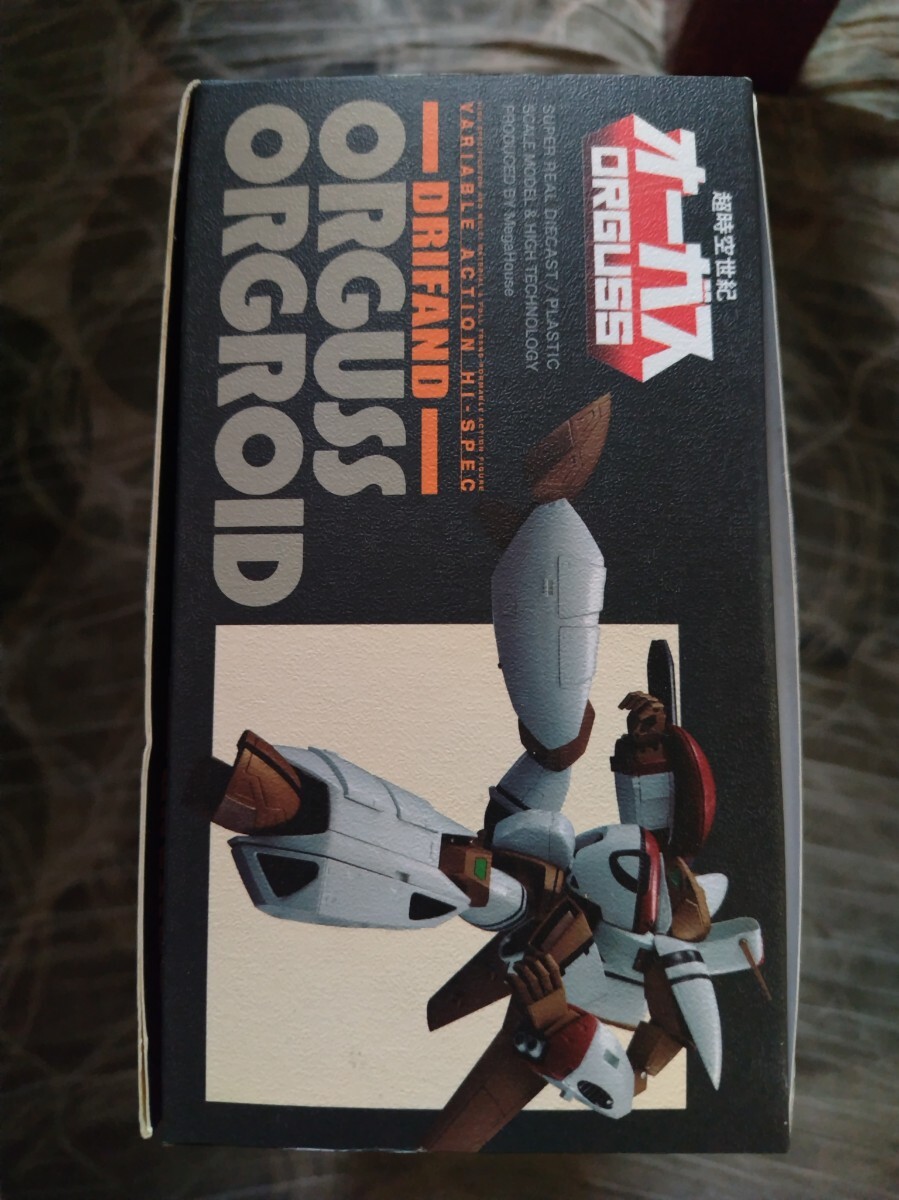 超時空世紀
オーガス
ORGUSS
SUPER REAL DIECAST / PLASTIC
SCALE MODEL & HIGH TECHNOLOGY
PRODUCED BY MegaHouse
VARIABLE ACTION HI-SPEC
DRIFAND
ORGUSS
ORGROID